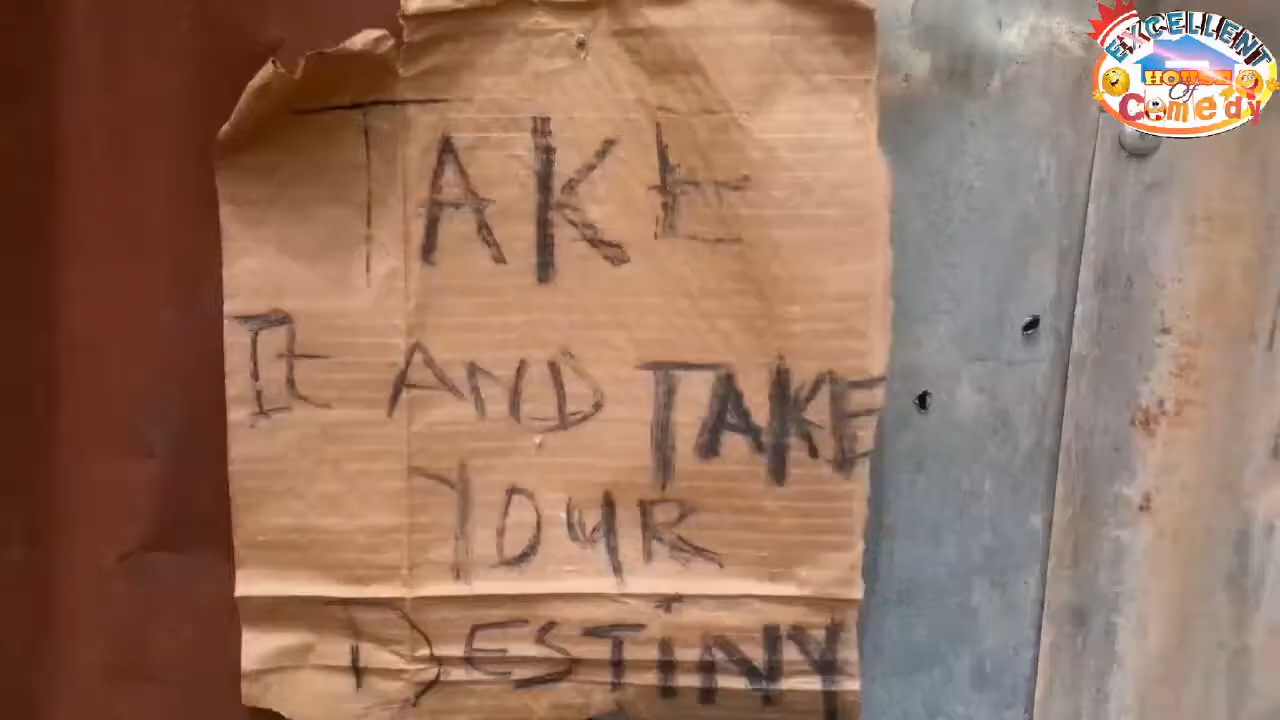 EXCELLENT
HOUSE
Of
Comedy
TAKE
It AND TAKE
YOUR
DESTiNY